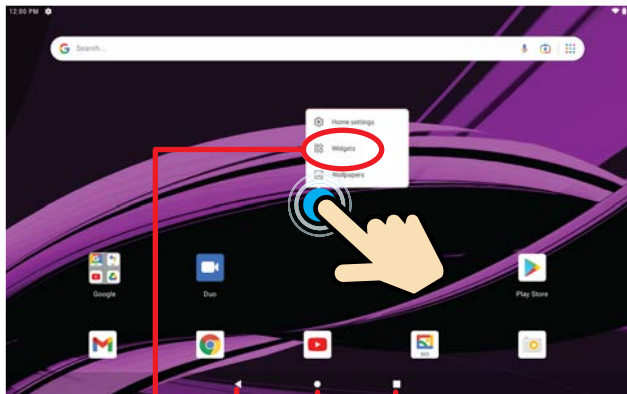 12:00 PM
Search...
Home settings
Widgets
Wallpapers
Google
Duo
Play Store
GO